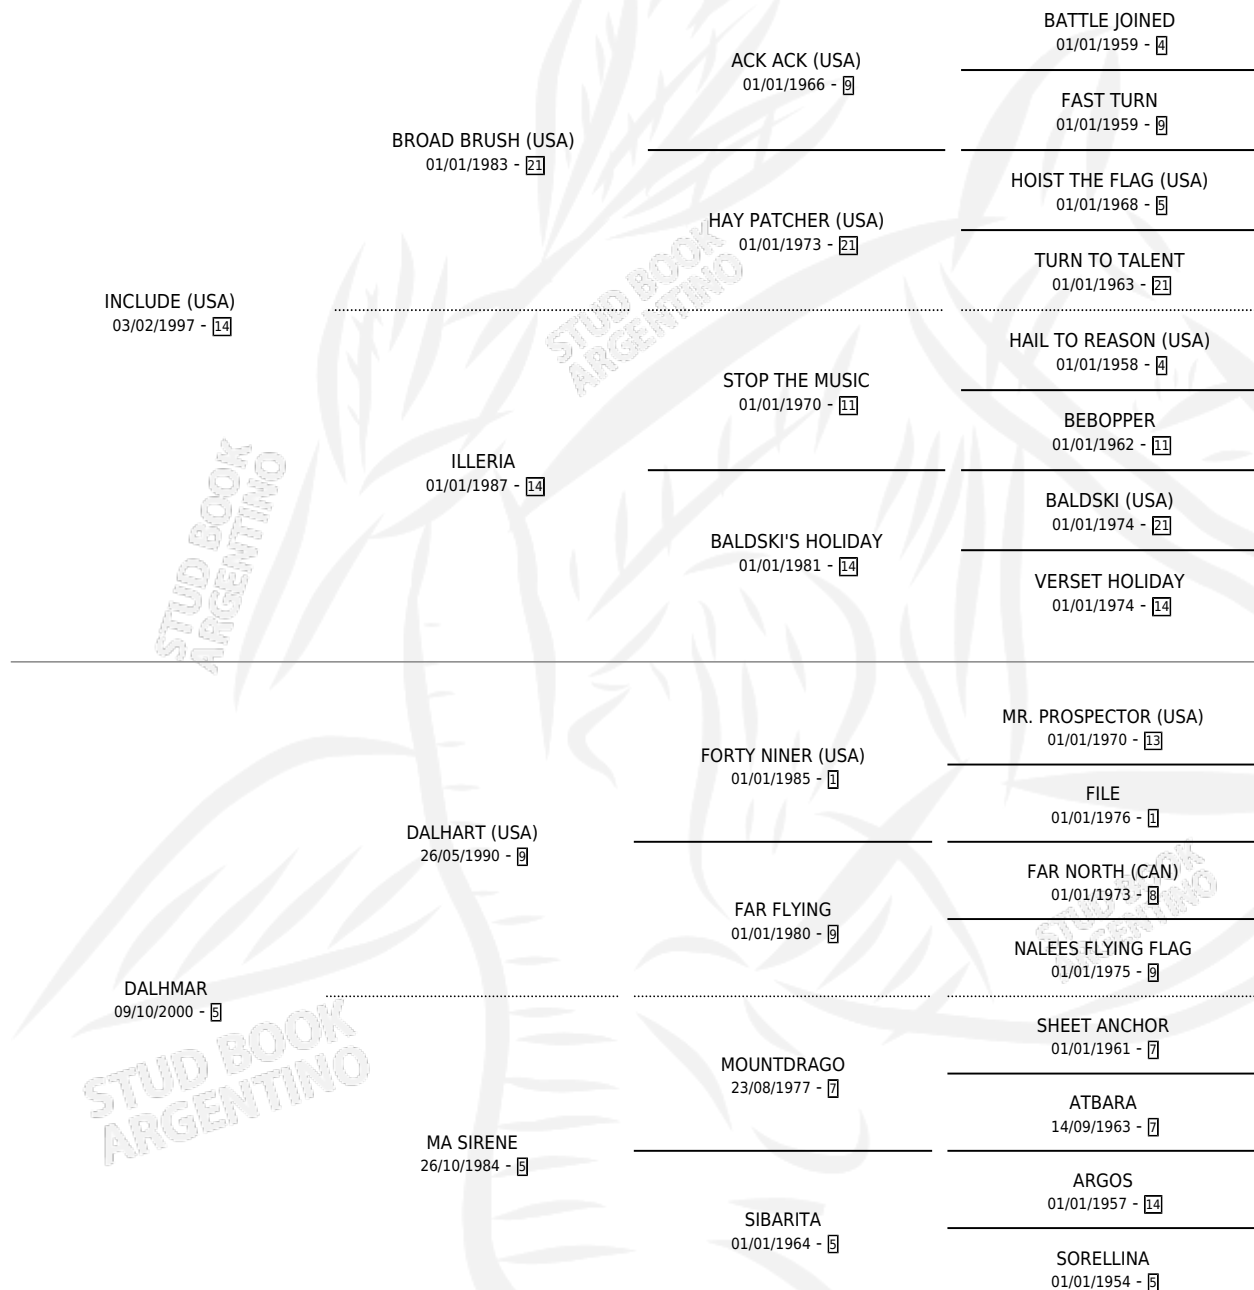 BATTLE JOINED
01/01/1959 - 4
ACK ACK (USA)
01/01/1966 - 9
FAST TURN
01/01/1959 - 9
BROAD BRUSH (USA)
01/01/1983 - 21
HOIST THE FLAG (USA)
01/01/1968 - 5
HAY PATCHER (USA)
01/01/1973 - 21
TURN TO TALENT
01/01/1963 - 21
INCLUDE (USA)
03/02/1997 - 14
HAIL TO REASON (USA)
01/01/1958 - 4
STOP THE MUSIC
01/01/1970 - 11
BEBOPPER
01/01/1962 - 11
ILLERIA
01/01/1987 - 14
BALDSKI (USA)
01/01/1974 - 21
BALDSKI'S HOLIDAY
01/01/1981 - 14
VERSET HOLIDAY
01/01/1974 - 14
MR. PROSPECTOR (USA)
01/01/1970 - 13
FORTY NINER (USA)
01/01/1985 - 1
FILE
01/01/1976 - 1
DALHART (USA)
26/05/1990 - 9
FAR NORTH (CAN)
01/01/1973 - 8
FAR FLYING
01/01/1980 - 9
NALEES FLYING FLAG
01/01/1975 - 9
DALHMAR
09/10/2000 - 5
SHEET ANCHOR
01/01/1961 - 7
MOUNTDRAGO
23/08/1977 - 7
ATBARA
14/09/1963 - 7
MA SIRENE
26/10/1984 - 5
ARGOS
01/01/1957 - 14
SIBARITA
01/01/1964 - 5
SORELLINA
01/01/1954 - 5
STUD BOOK
ARGENTINO
STUD BOOK
ARGENTINO
STUD BOOK
ARGENTINO
STUD BOOK
ARGENTINO